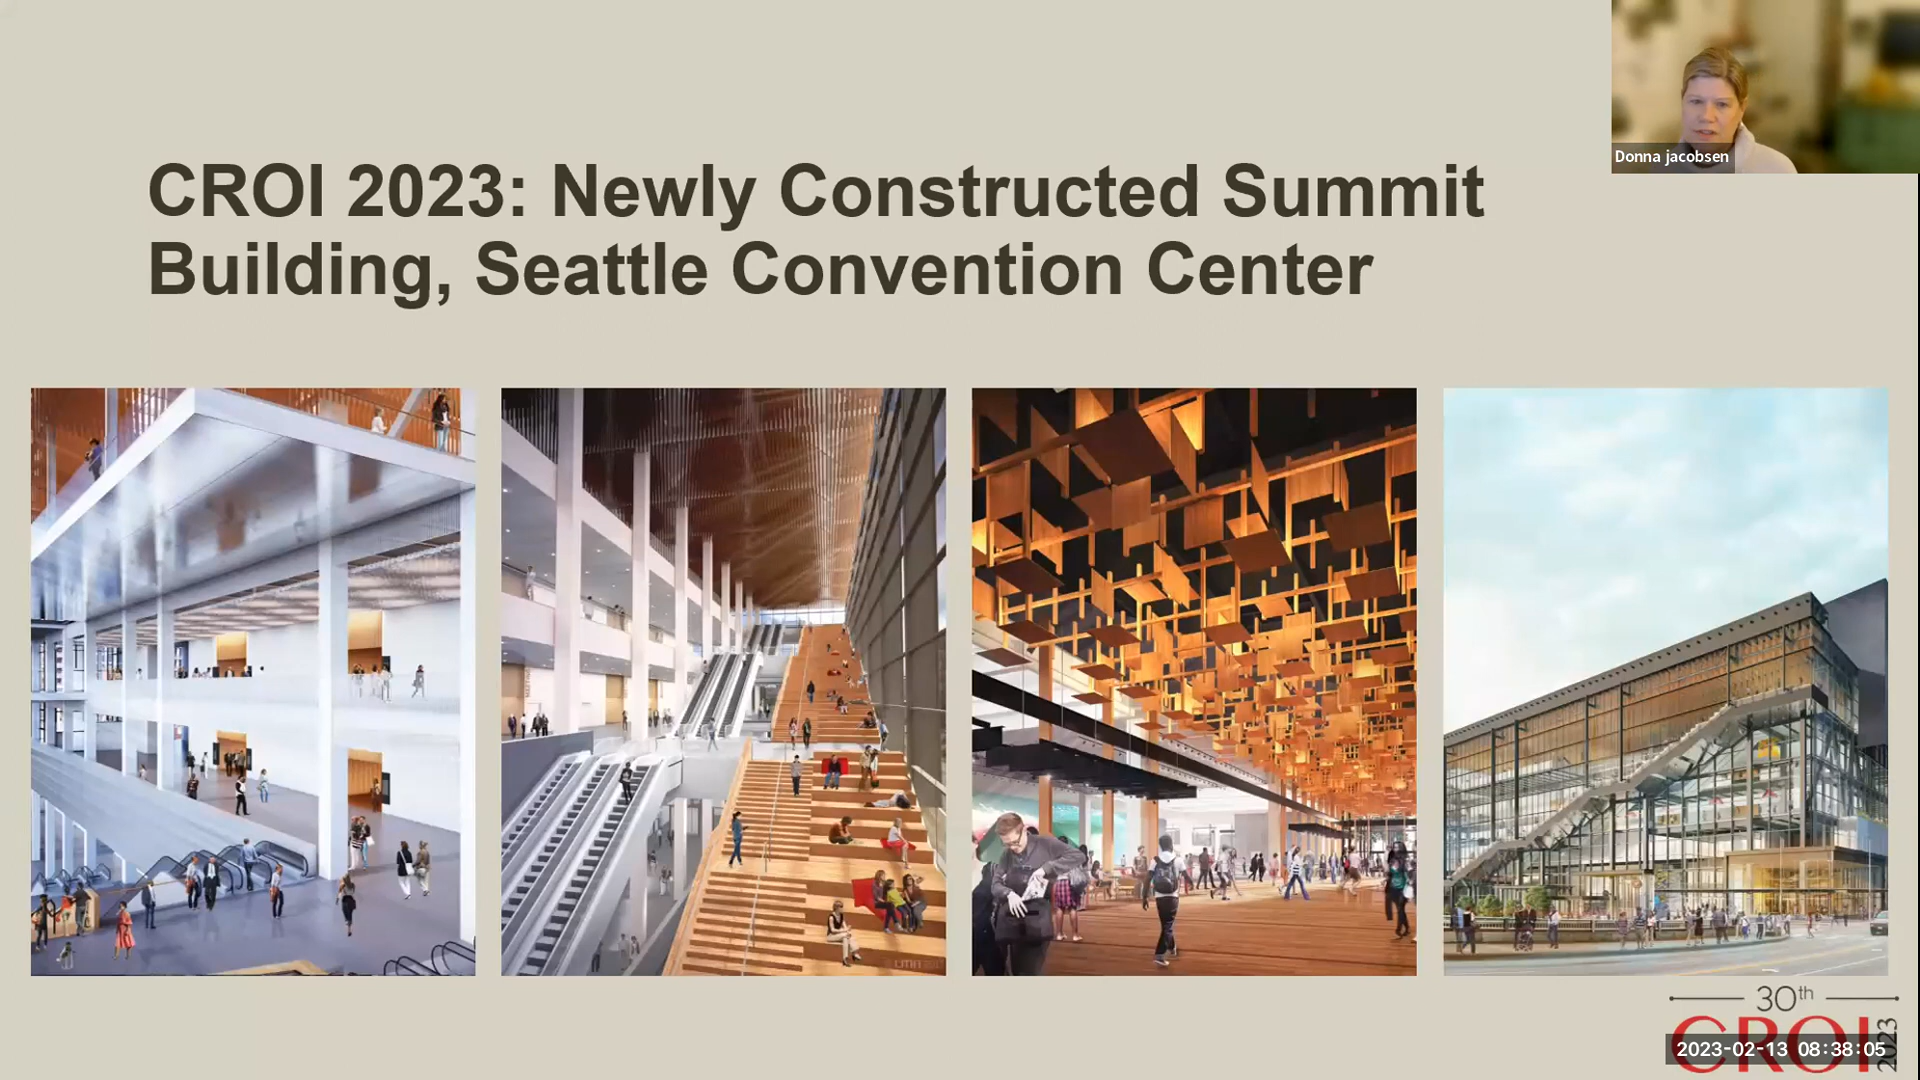 Donna jacobsen
CROI 2023: Newly Constructed Summit
Building, Seattle Convention Center
30th
CROI
2023
2023-02-13 08:38:05